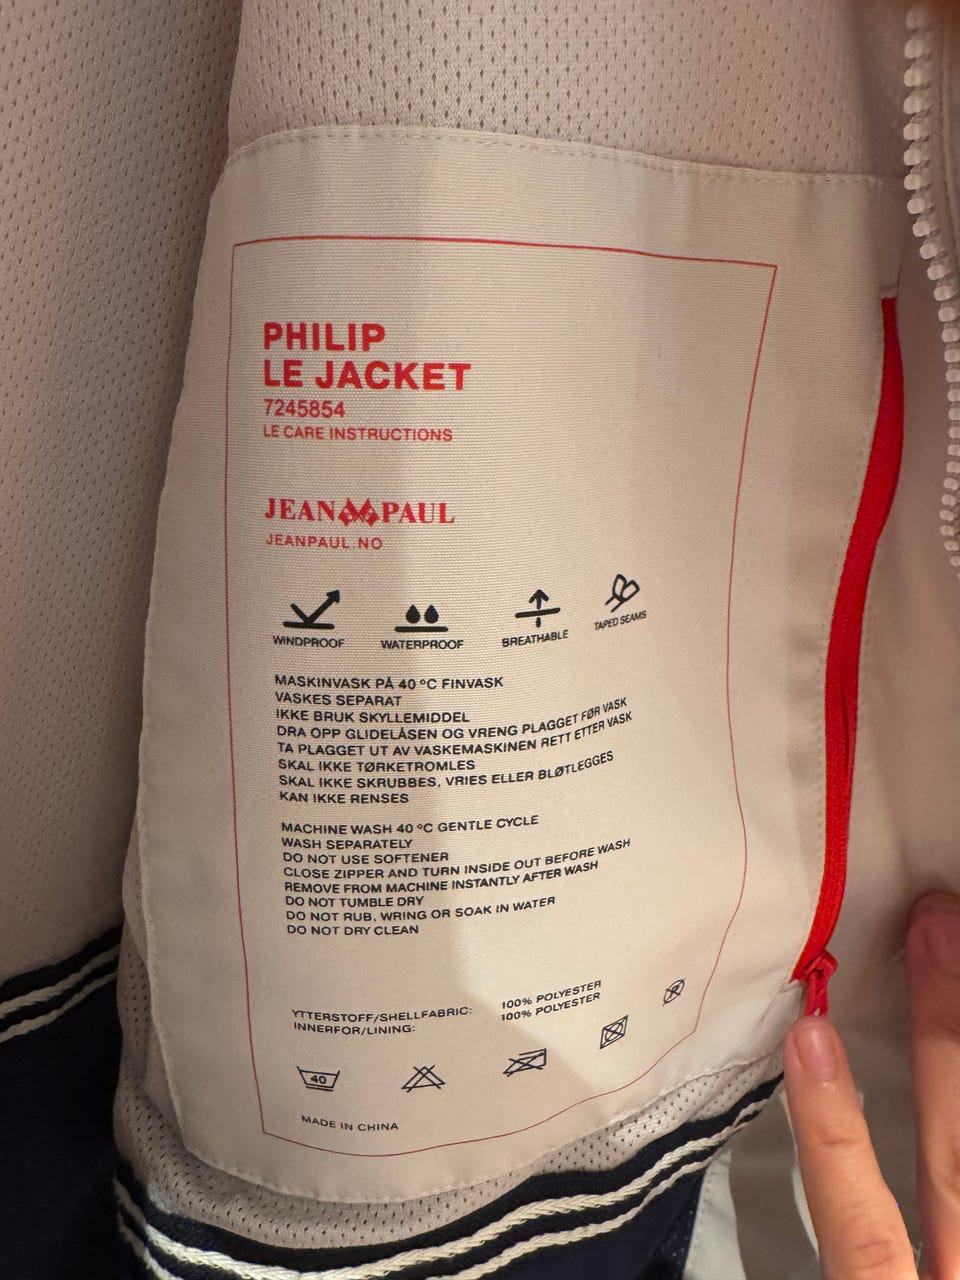 PHILIP
LE JACKET
7245854
LE CARE INSTRUCTIONS
JEAN PAUL
JEANPAUL.NO
WINDPROOF WATERPROOF BREATHABLE TAPED SEAMS
MASKINVASK PÅ 40 °C FINVASK
VASKES SEPARAT
IKKE BRUK SKYLLEMIDDEL
DRA OPP GLIDELÅSEN OG VRENG PLAGGET FØR VASK
TA PLAGGET UT AV VASKEMASKINEN RETT ETTER VASK
SKAL IKKE TØRKETROMLES
SKAL IKKE SKRUBBES, VRIES ELLER BLØTLEGGES
KAN IKKE RENSES
MACHINE WASH 40 °C GENTLE CYCLE
WASH SEPARATELY
DO NOT USE SOFTENER
CLOSE ZIPPER AND TURN INSIDE OUT BEFORE WASH
REMOVE FROM MACHINE INSTANTLY AFTER WASH
DO NOT TUMBLE DRY
DO NOT RUB, WRING OR SOAK IN WATER
DO NOT DRY CLEAN
YTTERSTOFF/SHELLFABRIC: 100% POLYESTER
INNERFOR/LINING: 100% POLYESTER
40
MADE IN CHINA